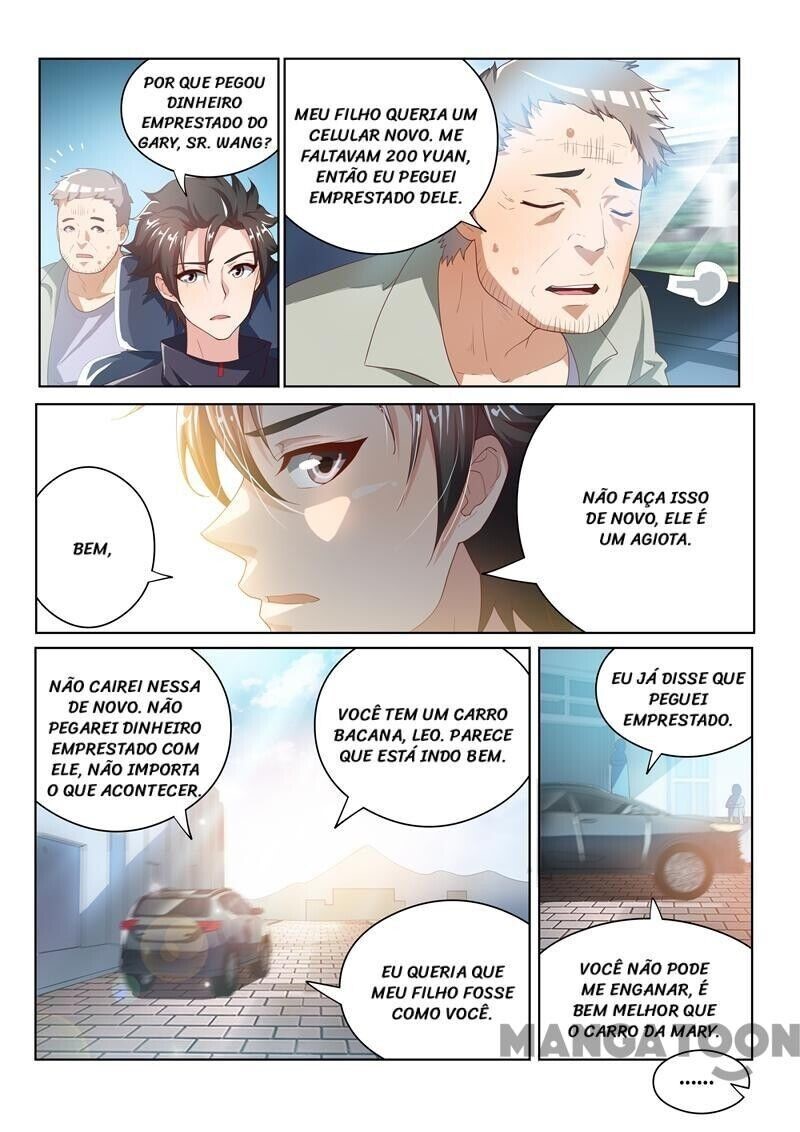 POR QUE PEGOU
DINHEIRO
EMPRESTADO DO
GARY, SR. WANG?
MEU FILHO QUERIA UM
CELULAR NOVO. ME
FALTAVAM 200 YUAN,
ENTÃO EU PEGUEI
EMPRESTADO DELE.
BEM,
NÃO FAÇA ISSO
DE NOVO, ELE É
UM AGIOTA.
NÃO CAIREI NESSA
DE NOVO. NÃO
PEGAREI DINHEIRO
EMPRESTADO COM
ELE, NÃO IMPORTA
O QUE ACONTECER.
VOCÊ TEM UM CARRO
BACANA, LEO. PARECE
QUE ESTÁ INDO BEM.
EU QUERIA QUE
MEU FILHO FOSSE
COMO VOCÊ.
EU JÁ DISSE QUE
PEGUEI
EMPRESTADO.
VOCÊ NÃO PODE
ME ENGANAR, É
BEM MELHOR QUE
O CARRO DA MARY.
MANGATOON
......